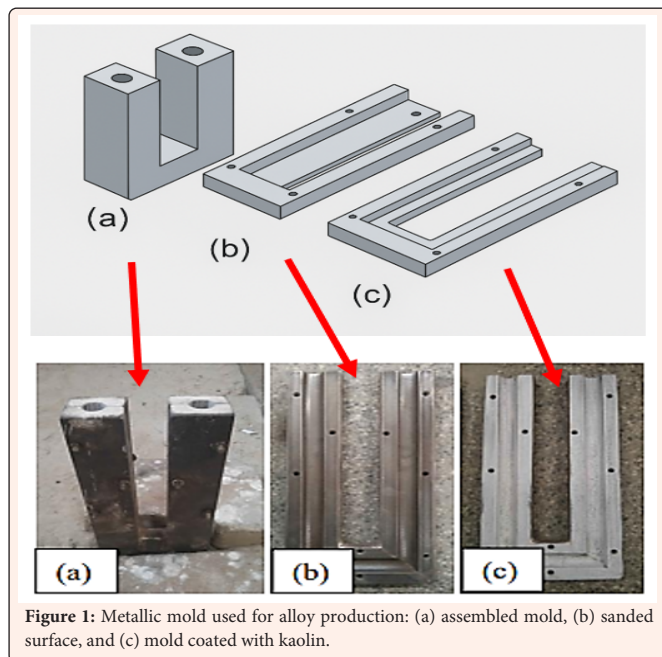 (a)
(b)
(c)
(a)
(b)
(c)
Figure 1: Metallic mold used for alloy production: (a) assembled mold, (b) sanded
surface, and (c) mold coated with kaolin.